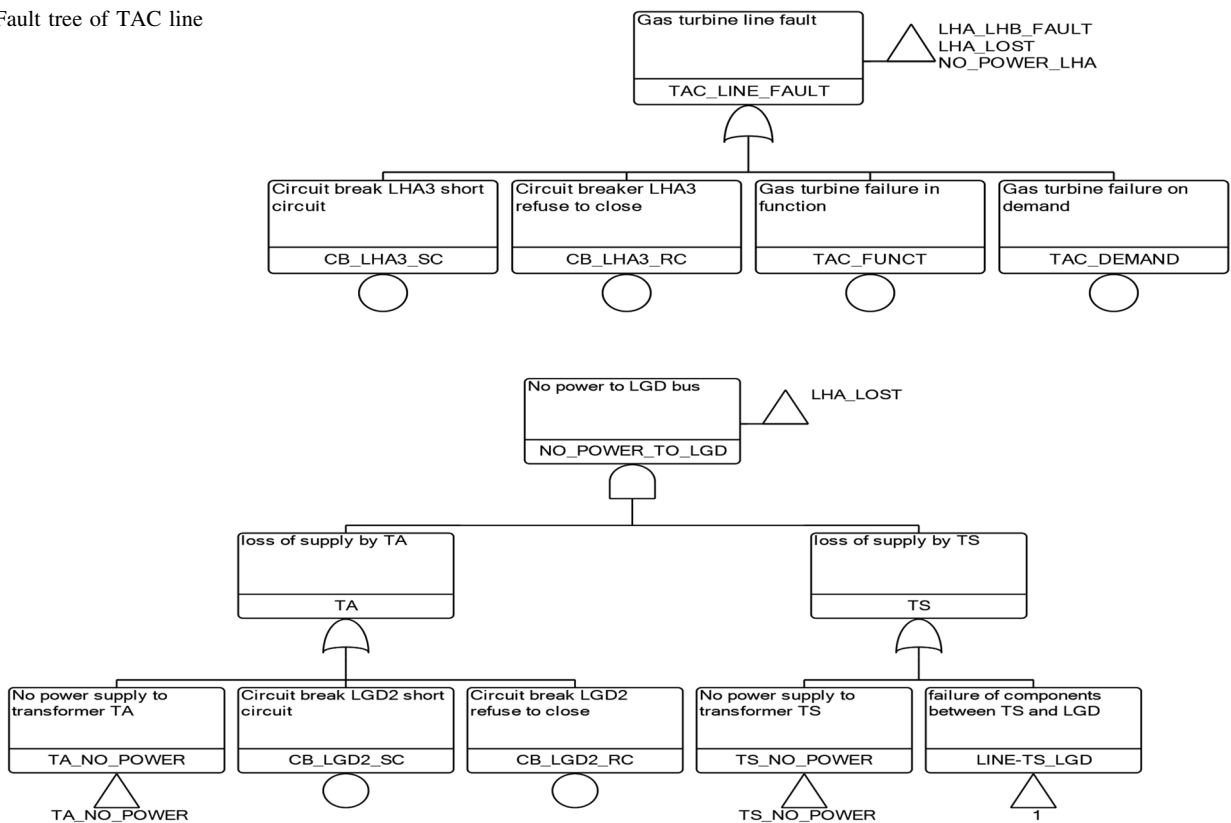 Fault tree of TAC line
Gas turbine line fault
TAC_LINE_FAULT
LHA_LHB_FAULT
LHA_LOST
NO_POWER_LHA
Circuit break LHA3 short
circuit
CB_LHA3_SC
Circuit breaker LHA3
refuse to close
CB_LHA3_RC
Gas turbine failure in
function
TAC_FUNCT
Gas turbine failure on
demand
TAC_DEMAND
No power to LGD bus
NO_POWER_TO_LGD
LHA_LOST
loss of supply by TA
TA
loss of supply by TS
TS
No power supply to
transformer TA
TA_NO_POWER
TA_NO_POWER
Circuit break LGD2 short
circuit
CB_LGD2_SC
Circuit break LGD2
refuse to close
CB_LGD2_RC
No power supply to
transformer TS
TS_NO_POWER
TS_NO_POWER
failure of components
between TS and LGD
LINE-TS_LGD
1